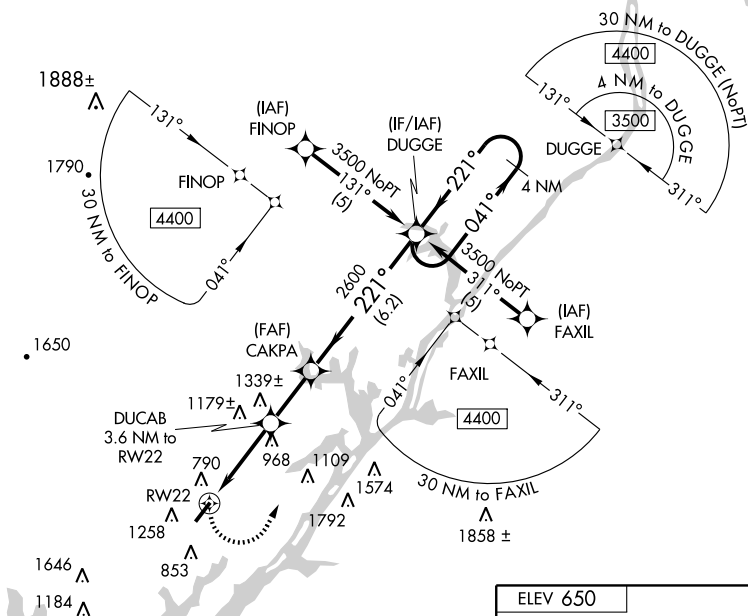 30 NM to DUGGE (NoPT)
4400
4 NM to DUGGE
3500
131°
DUGGE
311°
1888±
131°
(IAF)
FINOP
(IF/IAF)
DUGGE
3500 NoPT
131°
(5)
221°
041°
4 NM
1790
FINOP
4400
30 NM to FINOP
041°
3500 NoPT
311°
(5)
(IAF)
FAXIL
2600
221°
(6.2)
1650
(FAF)
CAKPA
FAXIL
041°
311°
4400
30 NM to FAXIL
1339±
1179±
DUCAB
3.6 NM to
RW22
968
1109
1574
790
RW22
1792
1258
1858 ±
853
1646
1184
ELEV 650